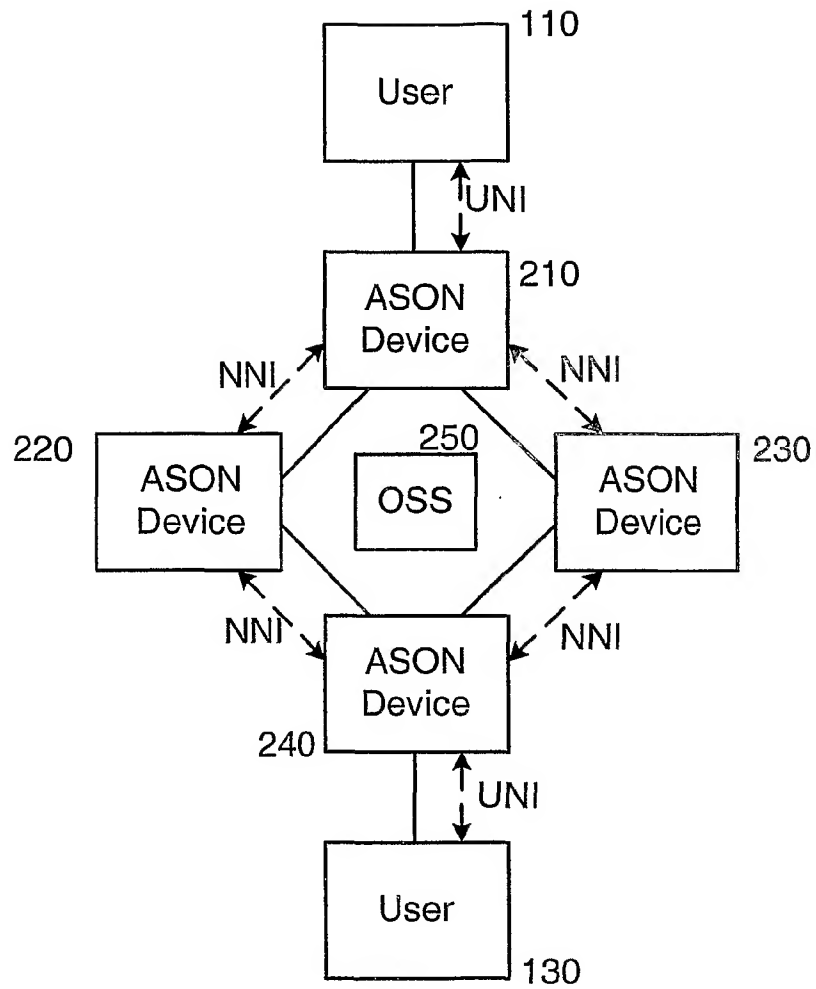 110
User
UNI
210
ASON
Device
NNI
NNI
220
ASON
Device
250
OSS
230
ASON
Device
NNI
NNI
ASON
Device
240
UNI
User
130